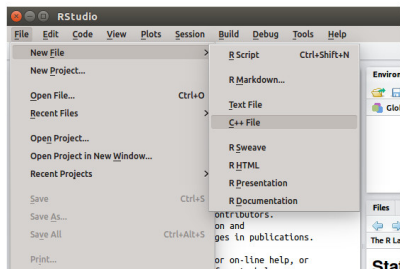 RStudio
File Edit Code View Plots Session Build Debug Tools Help
New File
New Project...
Open File... Ctrl+O
Recent Files
Open Project...
Open Project in New Window...
Recent Projects
Save Ctrl+S
Save As...
Save All Ctrl+Alt+S
Print...
R Script Ctrl+Shift+N
R Markdown...
Text File
C++ File
R Sweave
R HTML
R Presentation
R Documentation
Environ
Glo
Files
The R La
Stat
ontributors.
on and
ges in publications.
or on-line help, or